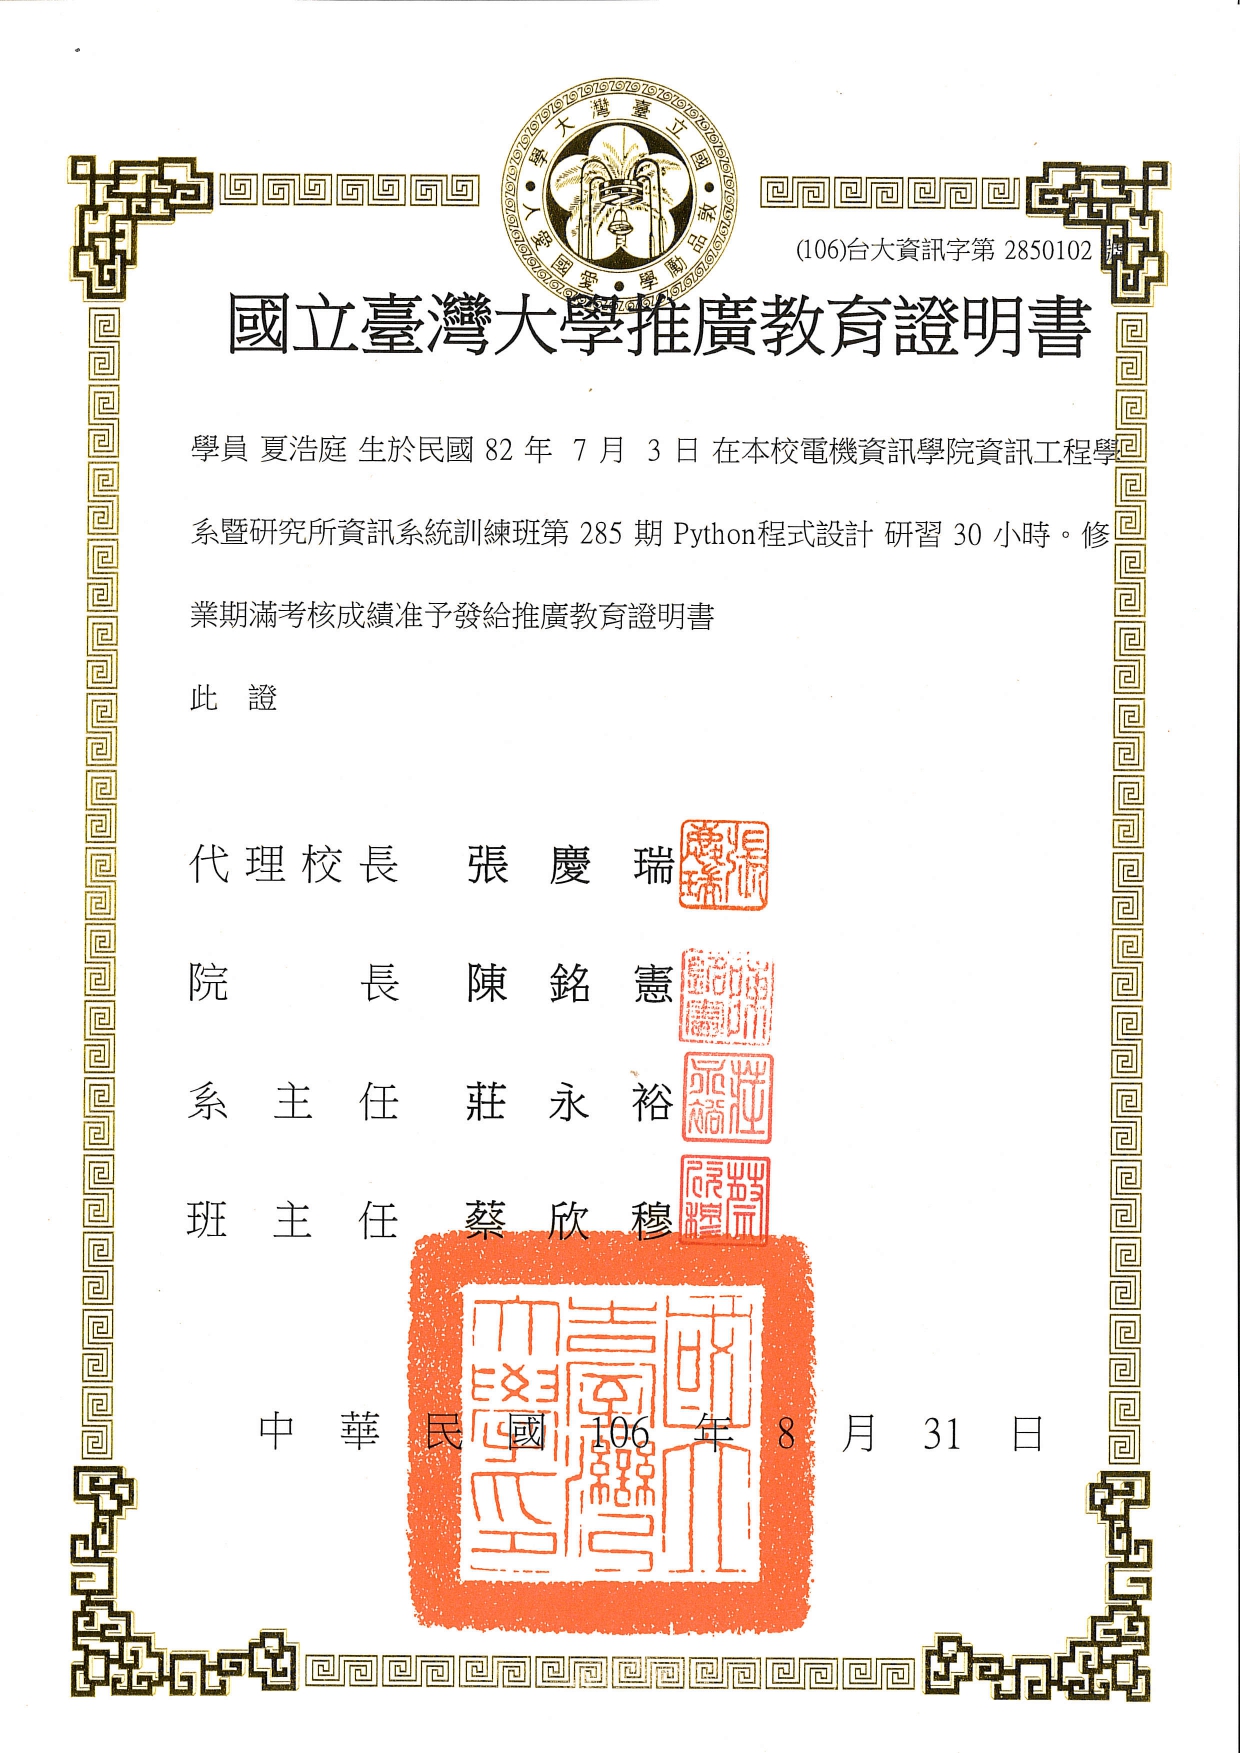 國立臺灣大學
敦品勵學
愛國愛人
(106)台大資訊字第 2850102 號
國立臺灣大學推廣教育證明書
學員 夏浩庭 生於民國 82 年 7 月 3 日 在本校電機資訊學院資訊工程學
系暨研究所資訊系統訓練班第 285 期 Python程式設計 研習 30 小時。修
業期滿考核成績准予發給推廣教育證明書
此 證
代理校長 張慶瑞 張慶瑞
院長 陳銘憲 陳銘憲
系主任 莊永裕 莊永裕
班主任 蔡欣穆 蔡欣穆
國立臺灣大學印
中華民國 106 年 8 月 31 日